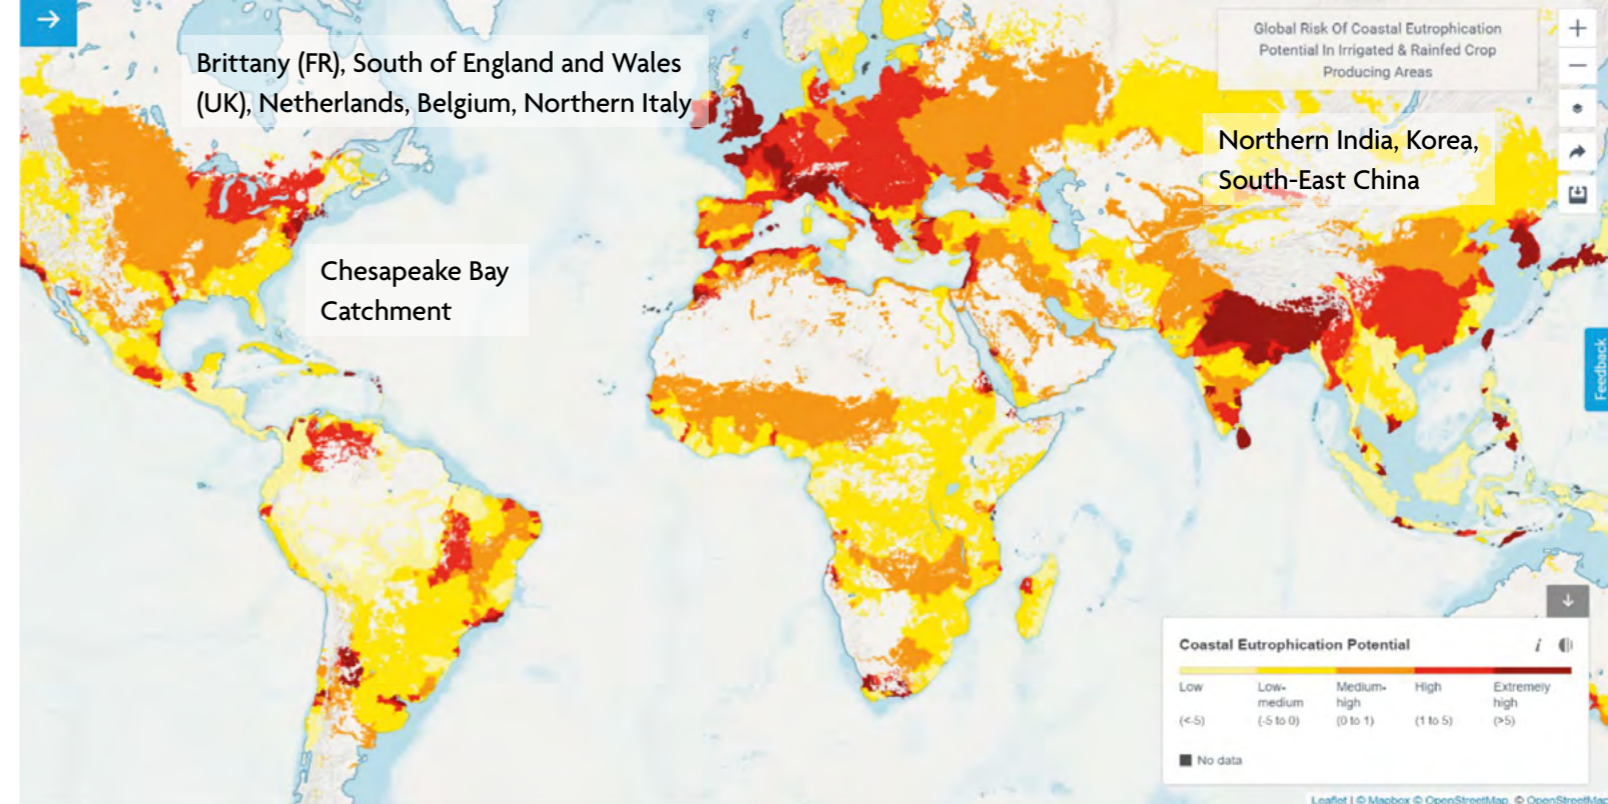 Brittany (FR), South of England and Wales
(UK), Netherlands, Belgium, Northern Italy
Global Risk Of Coastal Eutrophication
Potential In Irrigated & Rainfed Crop
Producing Areas
Northern India, Korea,
South-East China
Chesapeake Bay
Catchment
Feedback
Coastal Eutrophication Potential
Low
(<-5)
Low-
medium
(-5 to 0)
Medium-
high
(0 to 1)
High
(1 to 5)
Extremely
high
(>5)
No data
Leaflet | © Mapbox © OpenStreetMap, © OpenStreetMap